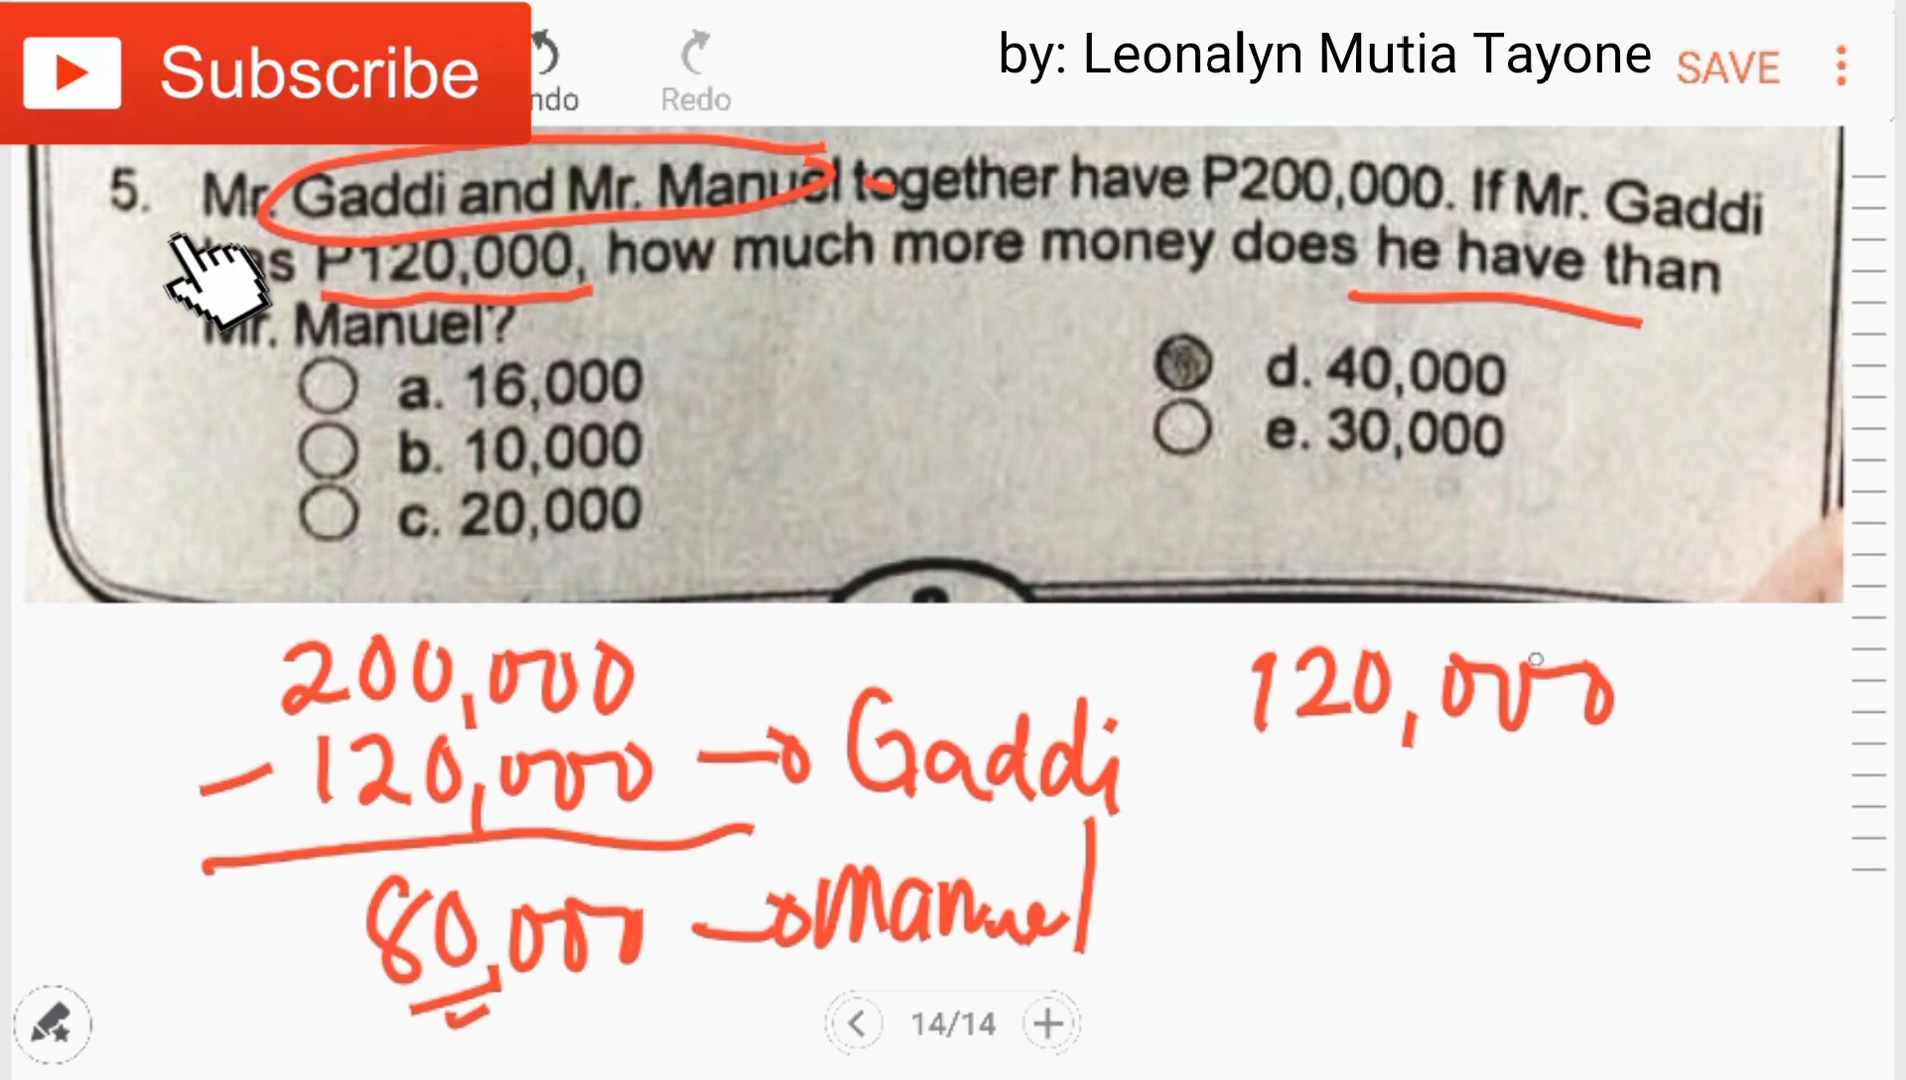 Subscribe
ndo
Redo
by: Leonalyn Mutia Tayone
SAVE
5. Mr. Gaddi and Mr. Manuel together have P200,000. If Mr. Gaddi
as P120,000, how much more money does he have than
Mr. Manuel?
a. 16,000
b. 10,000
c. 20,000
d. 40,000
e. 30,000
200,000
- 120,000 → Gaddi
80,000 → Manuel
120,000
14/14